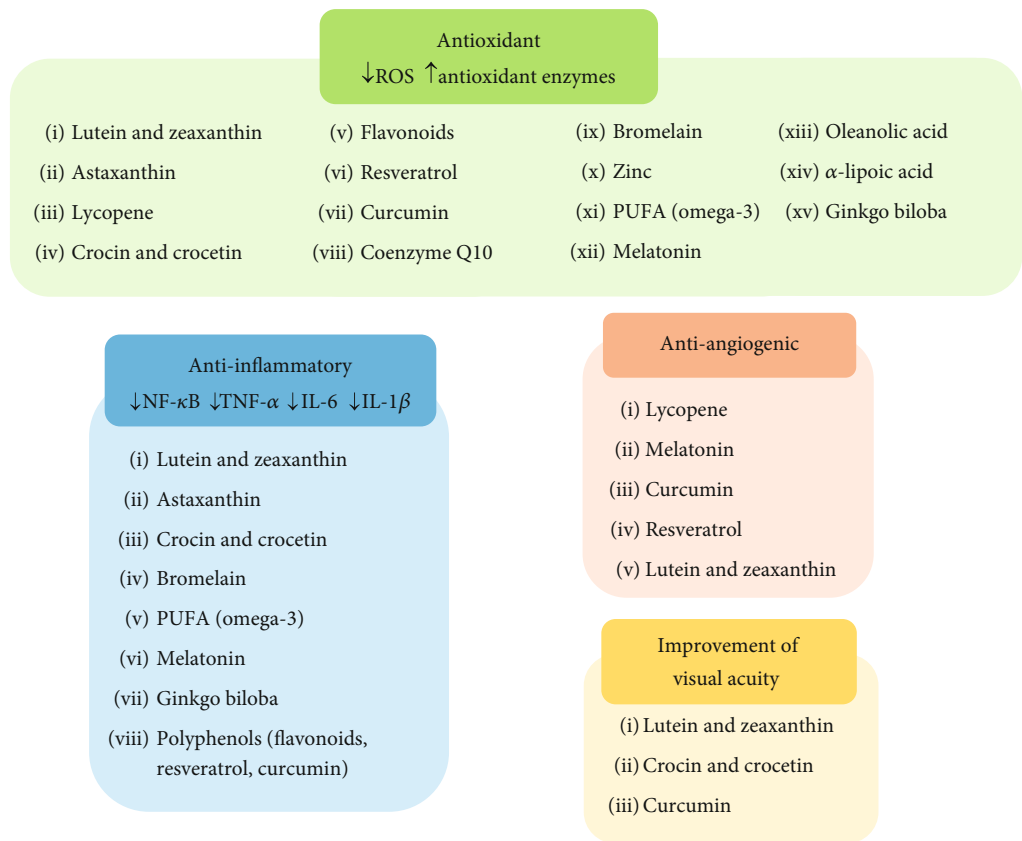 Antioxidant
↓ROS ↑antioxidant enzymes
(i) Lutein and zeaxanthin
(ii) Astaxanthin
(iii) Lycopene
(iv) Crocin and crocetin
(v) Flavonoids
(vi) Resveratrol
(vii) Curcumin
(viii) Coenzyme Q10
(ix) Bromelain
(x) Zinc
(xi) PUFA (omega-3)
(xii) Melatonin
(xiii) Oleanolic acid
(xiv) α-lipoic acid
(xv) Ginkgo biloba
Anti-inflammatory
↓NF-κB ↓TNF-α ↓IL-6 ↓IL-1β
(i) Lutein and zeaxanthin
(ii) Astaxanthin
(iii) Crocin and crocetin
(iv) Bromelain
(v) PUFA (omega-3)
(vi) Melatonin
(vii) Ginkgo biloba
(viii) Polyphenols (flavonoids,
resveratrol, curcumin)
Anti-angiogenic
(i) Lycopene
(ii) Melatonin
(iii) Curcumin
(iv) Resveratrol
(v) Lutein and zeaxanthin
Improvement of
visual acuity
(i) Lutein and zeaxanthin
(ii) Crocin and crocetin
(iii) Curcumin